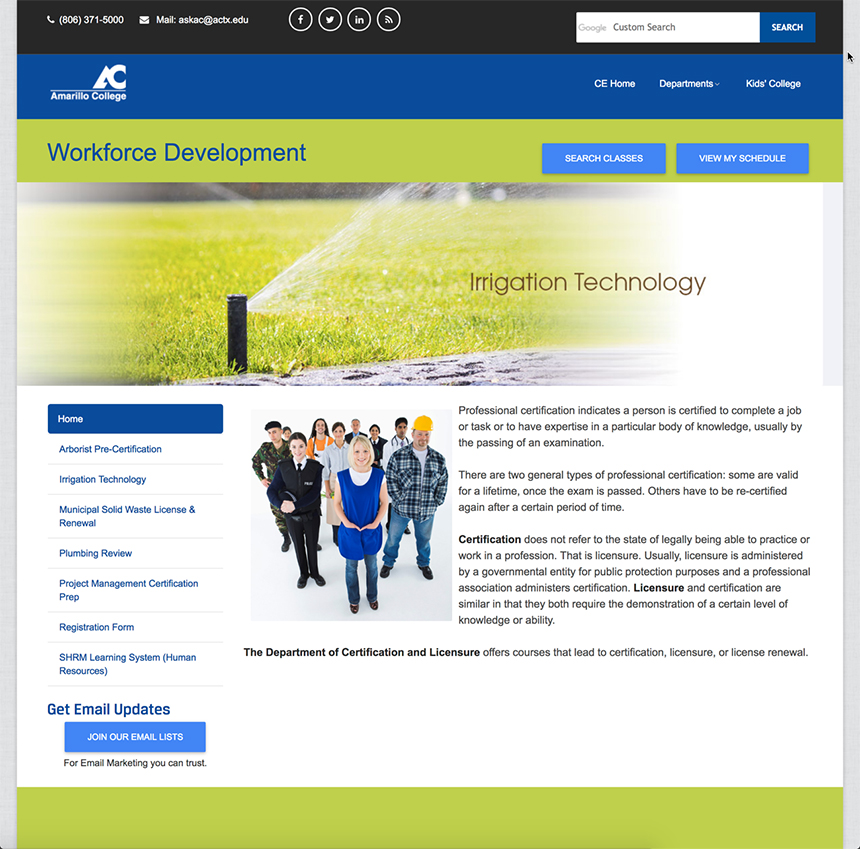 (806) 371-5000 Mail: askac@actx.edu
Google Custom Search SEARCH
AC
Amarillo College
CE Home Departments Kids' College
Workforce Development
SEARCH CLASSES VIEW MY SCHEDULE
Irrigation Technology
Home
Arborist Pre-Certification
Irrigation Technology
Municipal Solid Waste License &
Renewal
Plumbing Review
Project Management Certification
Prep
Registration Form
SHRM Learning System (Human
Resources)
Get Email Updates
JOIN OUR EMAIL LISTS
For Email Marketing you can trust.
Professional certification indicates a person is certified to complete a job
or task or to have expertise in a particular body of knowledge, usually by
the passing of an examination.
There are two general types of professional certification: some are valid
for a lifetime, once the exam is passed. Others have to be re-certified
again after a certain period of time.
Certification does not refer to the state of legally being able to practice or
work in a profession. That is licensure. Usually, licensure is administered
by a governmental entity for public protection purposes and a professional
association administers certification. Licensure and certification are
similar in that they both require the demonstration of a certain level of
knowledge or ability.
The Department of Certification and Licensure offers courses that lead to certification, licensure, or license renewal.